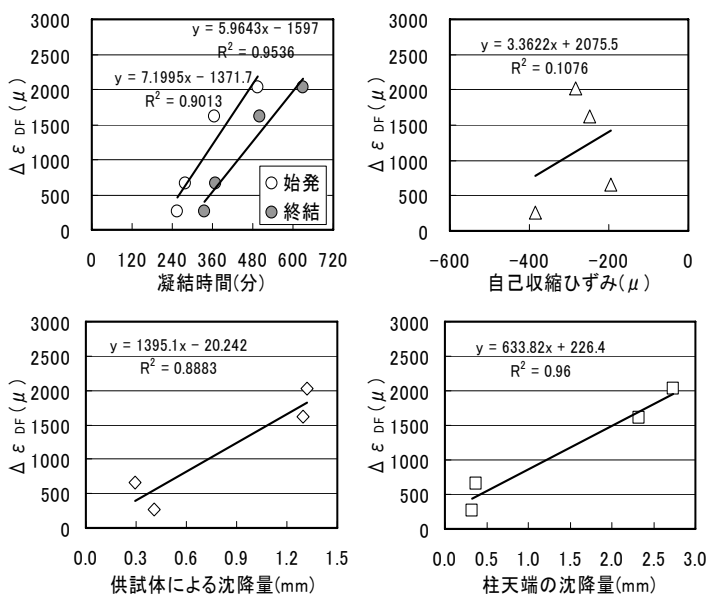 3000
2500
2000
1500
1000
500
0
Δε DF(μ)
y = 5.9643x − 1597
R² = 0.9536
y = 7.1995x − 1371.7
R² = 0.9013
始発
終結
0 120 240 360 480 600 720
凝結時間(分)
3000
2500
2000
1500
1000
500
0
Δε DF(μ)
y = 3.3622x + 2075.5
R² = 0.1076
−600 −400 −200 0
自己収縮ひずみ(μ)
3000
2500
2000
1500
1000
500
0
Δε DF(μ)
y = 1395.1x − 20.242
R² = 0.8883
0.0 0.3 0.6 0.9 1.2 1.5
供試体による沈降量(mm)
3000
2500
2000
1500
1000
500
0
Δε DF(μ)
y = 633.82x + 226.4
R² = 0.96
0.0 0.5 1.0 1.5 2.0 2.5 3.0
柱天端の沈降量(mm)